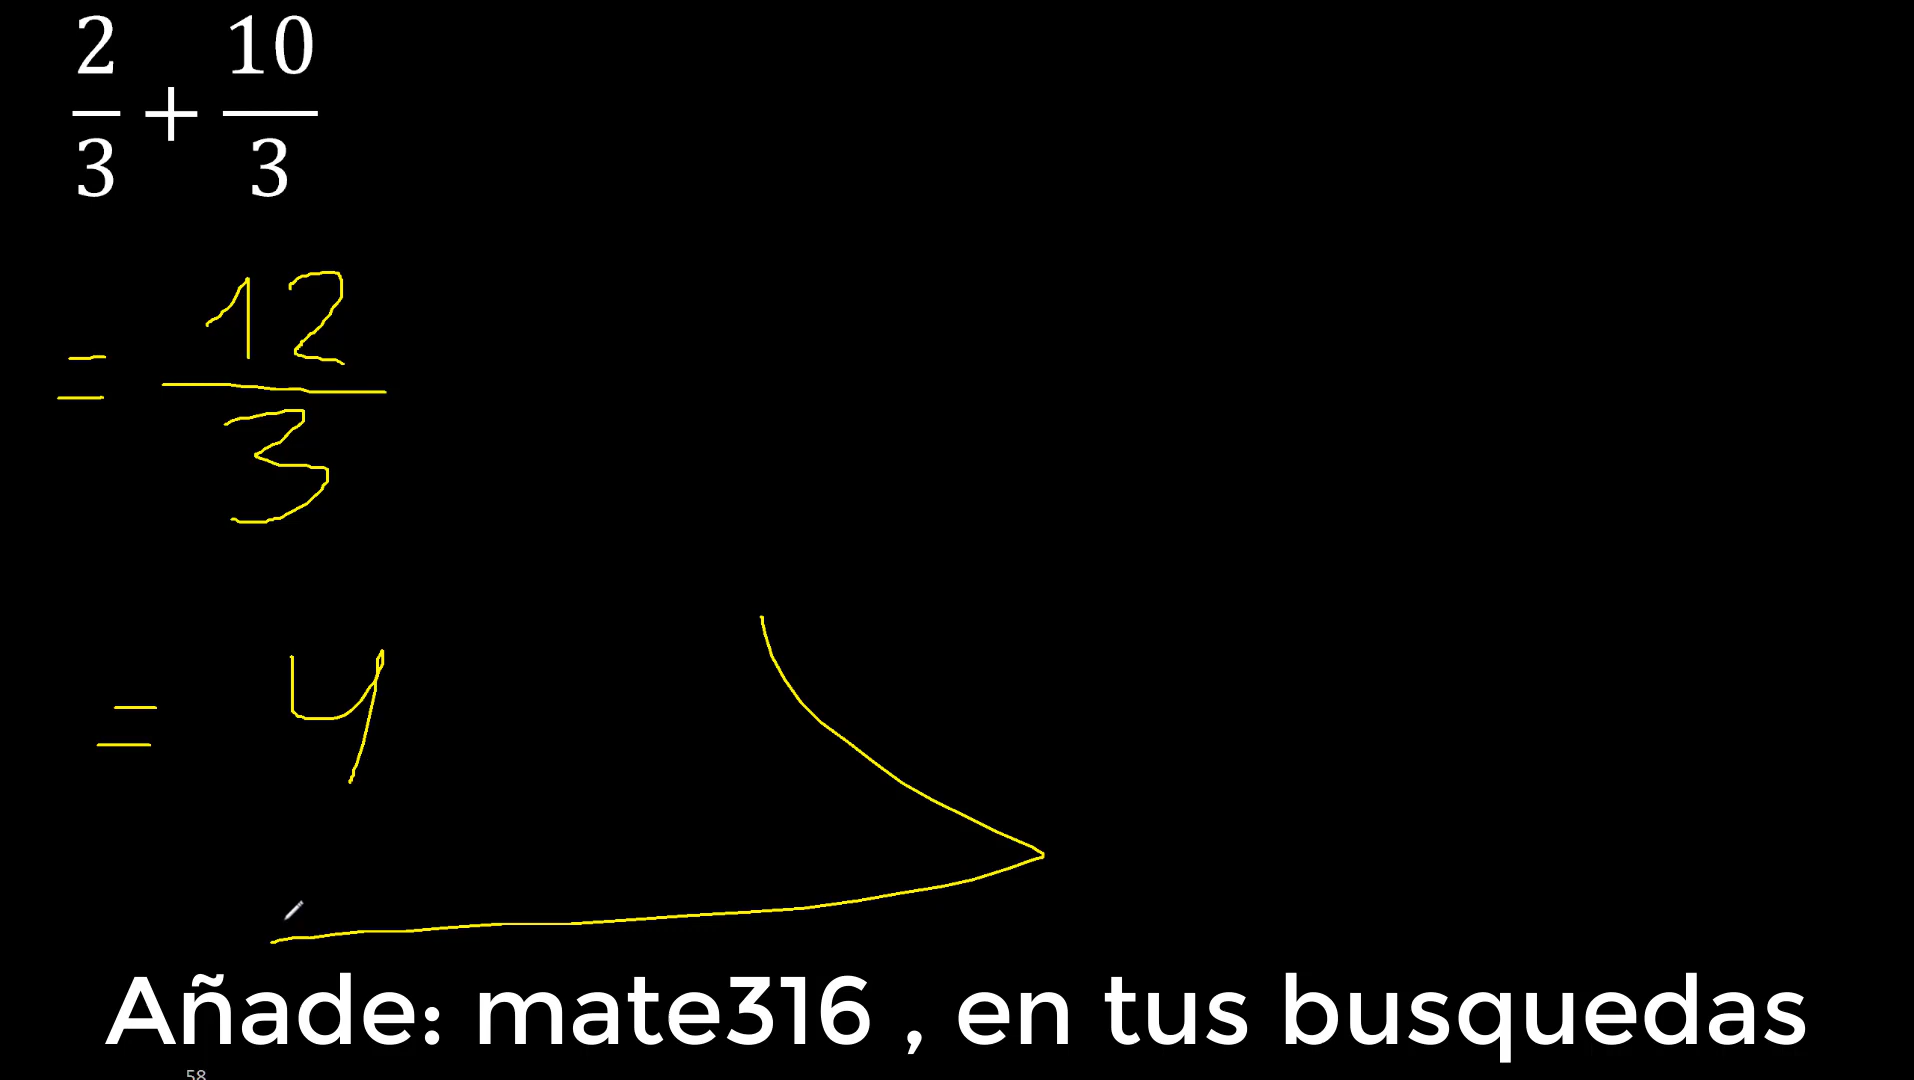 2/3 + 10/3
= 12/3
= 4
Añade: mate316 , en tus busquedas
58